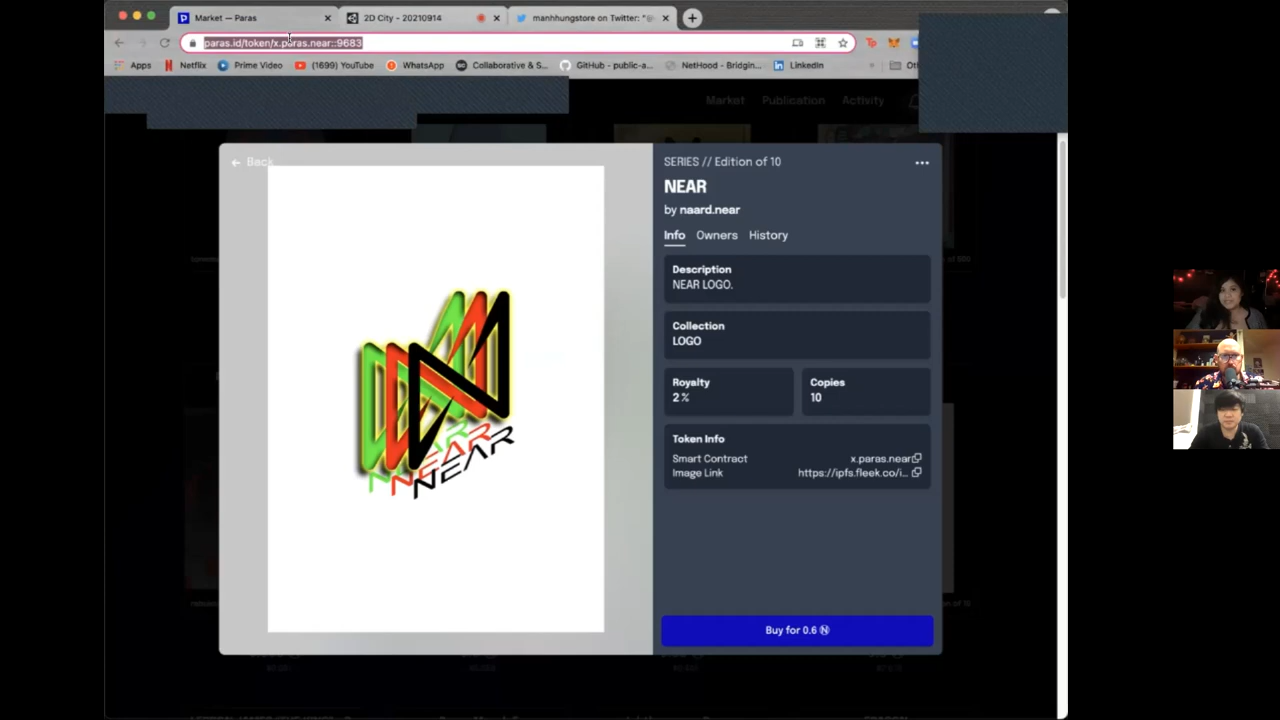 Market — Paras
2D City - 20210914
manhhungstore on Twitter: "@
paras.id/token/x.paras.near::9683
Apps
Netflix
Prime Video
(1699) YouTube
WhatsApp
Collaborative & S...
GitHub - public-a...
NetHood - Bridgin...
LinkedIn
Market
Publication
Activity
Back
SERIES // Edition of 10
NEAR
by naard.near
Info
Owners
History
Description
NEAR LOGO.
Collection
LOGO
Royalty
2 %
Copies
10
Token Info
Smart Contract
x.paras.near
Image Link
https://ipfs.fleek.co/i...
NEAR
Buy for 0.6